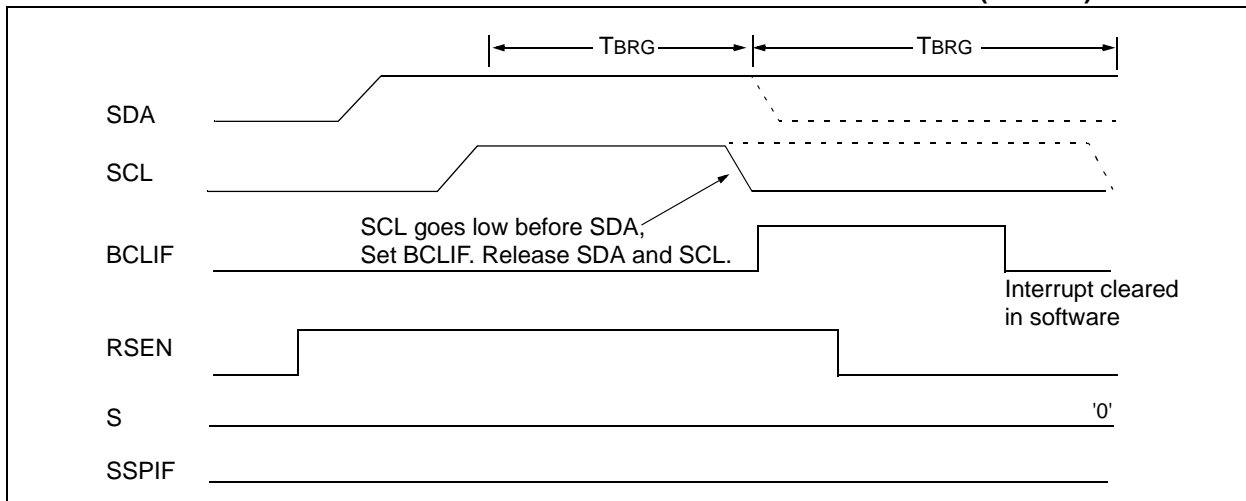 TBRG TBRG
SDA
SCL
SCL goes low before SDA,
Set BCLIF. Release SDA and SCL.
BCLIF
Interrupt cleared
in software
RSEN
S '0'
SSPIF